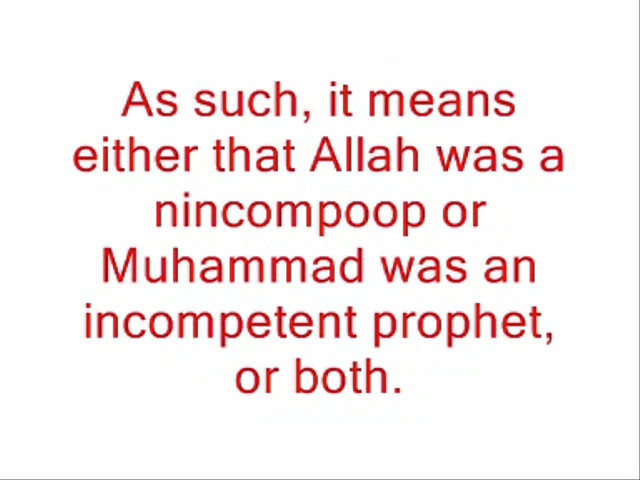 As such, it means
either that Allah was a
nincompoop or
Muhammad was an
incompetent prophet,
or both.